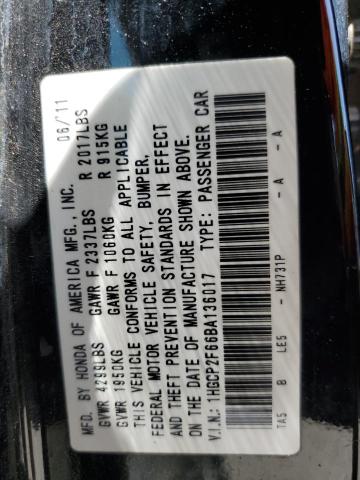 MFD. BY HONDA OF AMERICA MFG., INC. 06/11
GVWR 4299LBS GAWR F 2337LBS R 2017LBS
GVWR 1950KG GAWR F 1060KG R 915KG
THIS VEHICLE CONFORMS TO ALL APPLICABLE
FEDERAL MOTOR VEHICLE SAFETY, BUMPER,
AND THEFT PREVENTION STANDARDS IN EFFECT
ON THE DATE OF MANUFACTURE SHOWN ABOVE.
V.I.N.: 1HGCP2F66BA136017 TYPE: PASSENGER CAR
TA5 B LE5 - NH731P - A - A